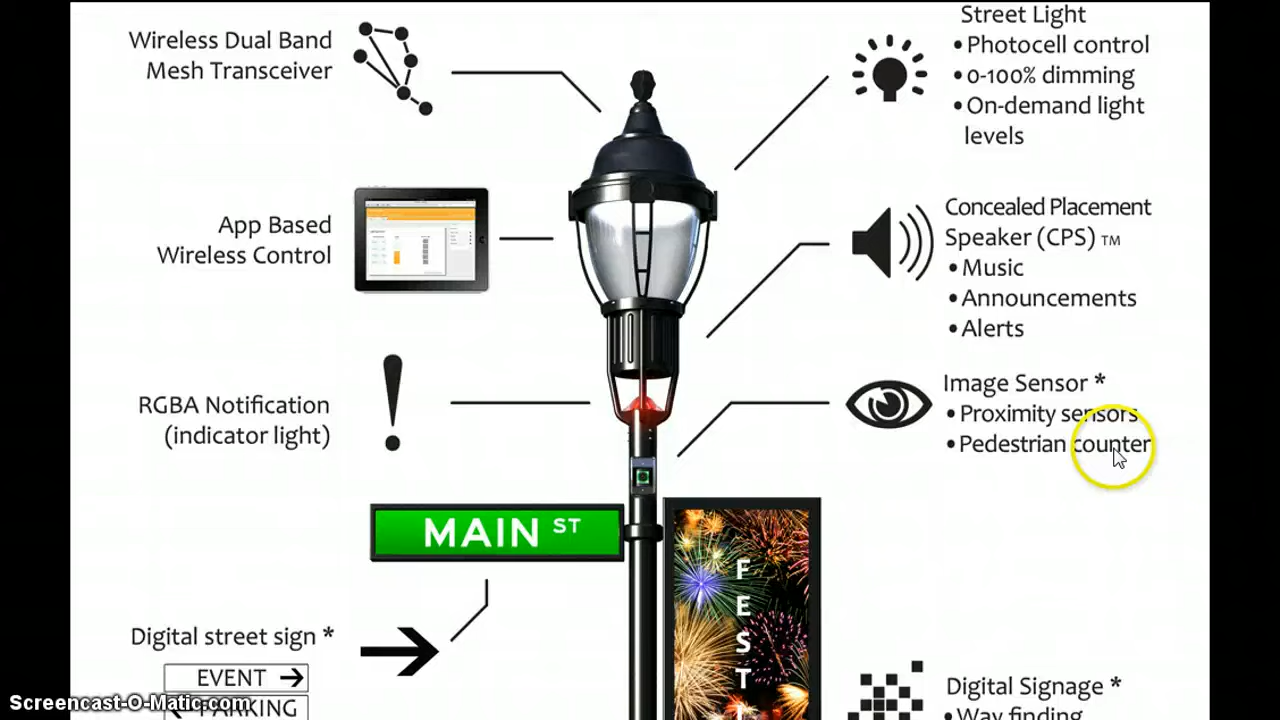 Wireless Dual Band
Mesh Transceiver
Street Light
•Photocell control
•0-100% dimming
•On-demand light
levels
App Based
Wireless Control
Concealed Placement
Speaker (CPS) TM
•Music
•Announcements
•Alerts
RGBA Notification
(indicator light)
Image Sensor *
•Proximity sensors
•Pedestrian counter
MAIN ST
F
E
S
T
Digital street sign *
EVENT
PARKING
Digital Signage *
•Way finding
Screencast-O-Matic.com